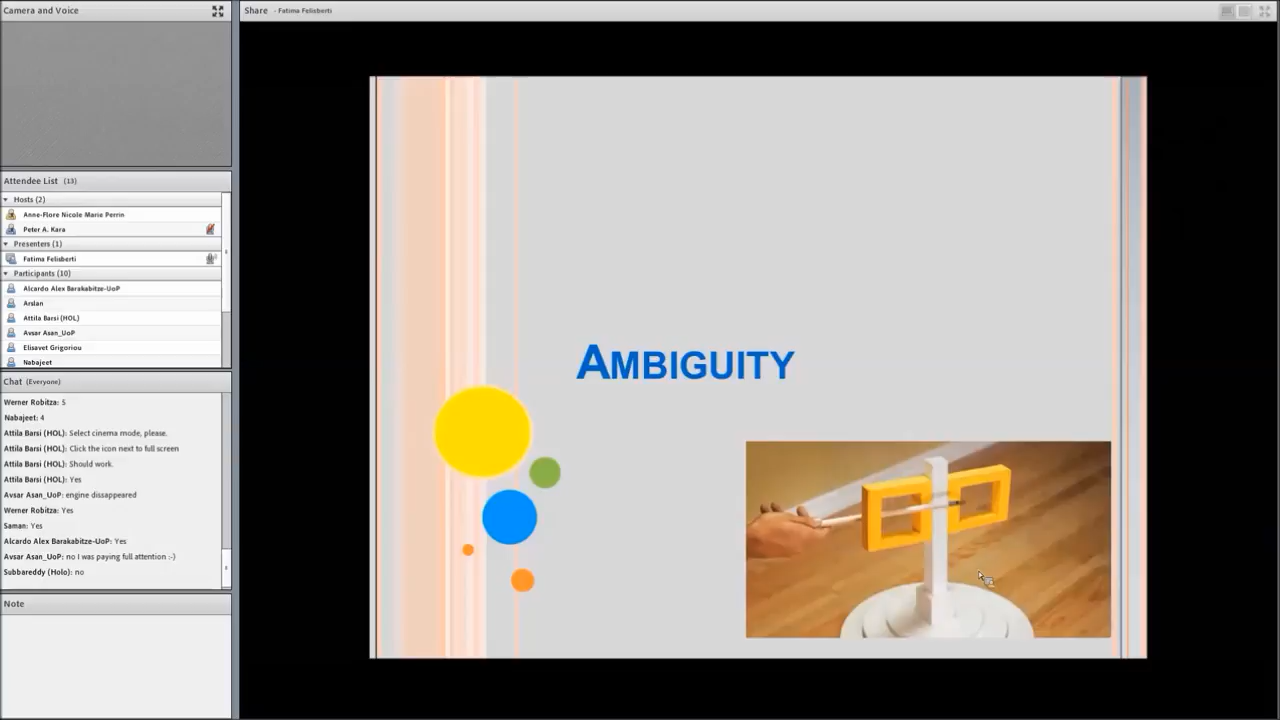 Camera and Voice
Share - Fatima Felisberti
Attendee List (13)
Hosts (2)
Anne-Flore Nicole Marie Perrin
Peter A. Kara
Presenters (1)
Fatima Felisberti
Participants (10)
Alcardo Alex Barakabitze-UoP
Arslan
Attila Barsi (HOL)
Avsar Asan_UoP
Elisavet Grigoriou
Nabajeet
Chat (Everyone)
Werner Robitza: 5
Nabajeet: 4
Attila Barsi (HOL): Select cinema mode, please.
Attila Barsi (HOL): Click the icon next to full screen
Attila Barsi (HOL): Should work.
Attila Barsi (HOL): Yes
Avsar Asan_UoP: engine disappeared
Werner Robitza: Yes
Saman: Yes
Alcardo Alex Barakabitze-UoP: Yes
Avsar Asan_UoP: no I was paying full attention :-)
Subbareddy (Holo): no
Note
AMBIGUITY